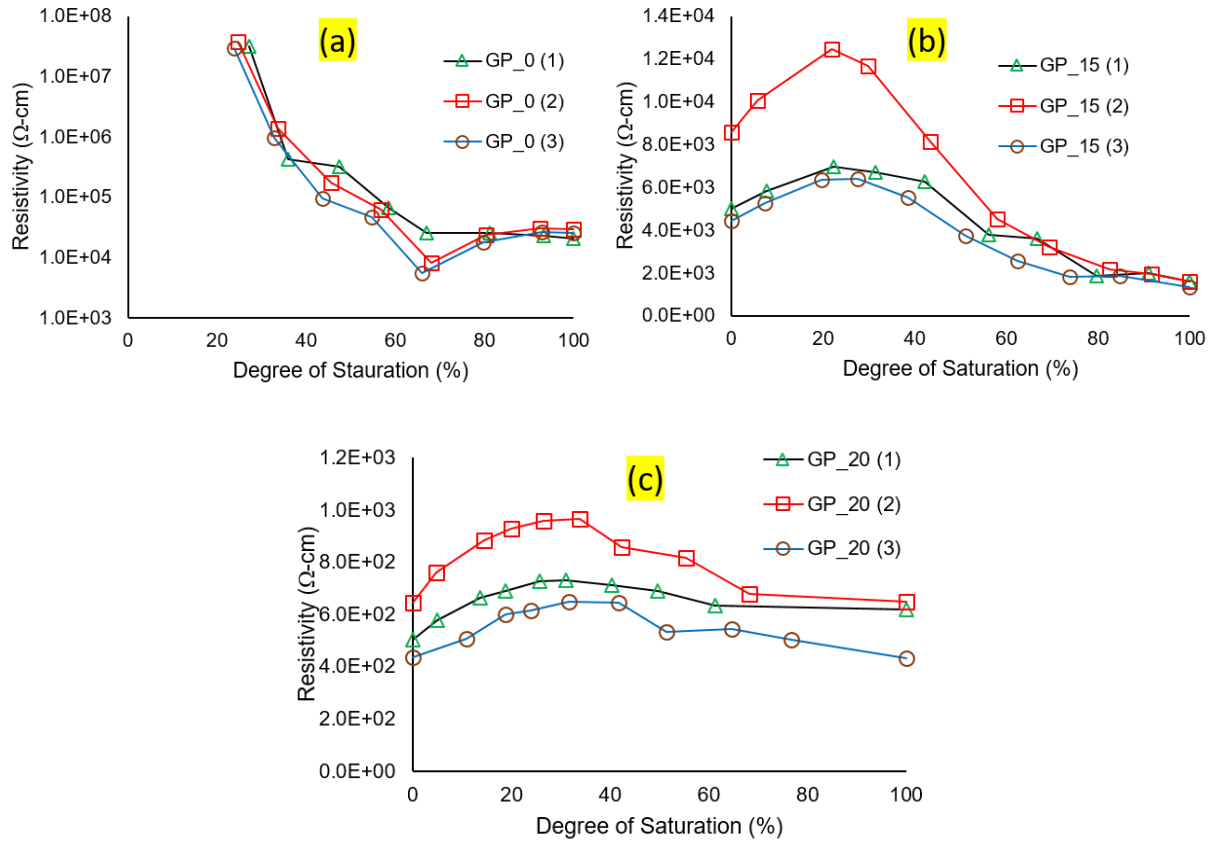 (a)
1.0E+08
1.0E+07
1.0E+06
1.0E+05
1.0E+04
1.0E+03
Resistivity (Ω-cm)
0 20 40 60 80 100
Degree of Stauration (%)
GP_0 (1)
GP_0 (2)
GP_0 (3)
(b)
1.4E+04
1.2E+04
1.0E+04
8.0E+03
6.0E+03
4.0E+03
2.0E+03
0.0E+00
Resistivity (Ω-cm)
0 20 40 60 80 100
Degree of Saturation (%)
GP_15 (1)
GP_15 (2)
GP_15 (3)
(c)
1.2E+03
1.0E+03
8.0E+02
6.0E+02
4.0E+02
2.0E+02
0.0E+00
Resistivity (Ω-cm)
0 20 40 60 80 100
Degree of Saturation (%)
GP_20 (1)
GP_20 (2)
GP_20 (3)